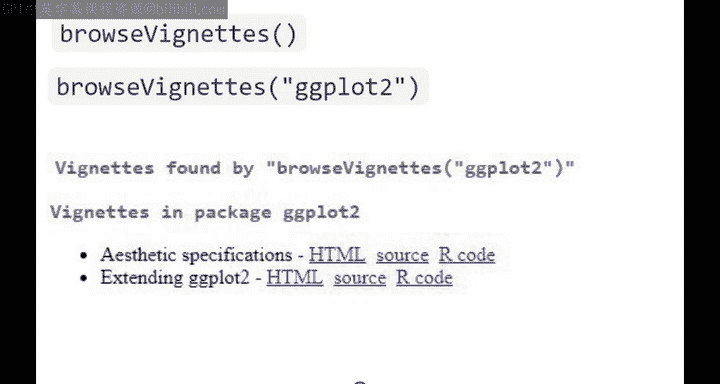 browseVignettes()
browseVignettes("ggplot2")
Vignettes found by "browseVignettes("ggplot2")"
Vignettes in package ggplot2
• Aesthetic specifications - HTML source R code
• Extending ggplot2 - HTML source R code